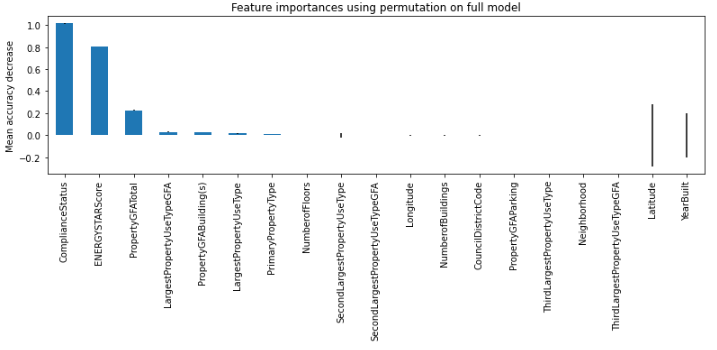 Feature importances using permutation on full model
Mean accuracy decrease
1.0
0.8
0.6
0.4
0.2
0.0
−0.2
ComplianceStatus
ENERGYSTARScore
PropertyGFATotal
LargestPropertyUseTypeGFA
PropertyGFABuilding(s)
LargestPropertyUseType
PrimaryPropertyType
NumberofFloors
SecondLargestPropertyUseType
SecondLargestPropertyUseTypeGFA
Longitude
NumberofBuildings
CouncilDistrictCode
PropertyGFAParking
ThirdLargestPropertyUseType
Neighborhood
ThirdLargestPropertyUseTypeGFA
Latitude
YearBuilt